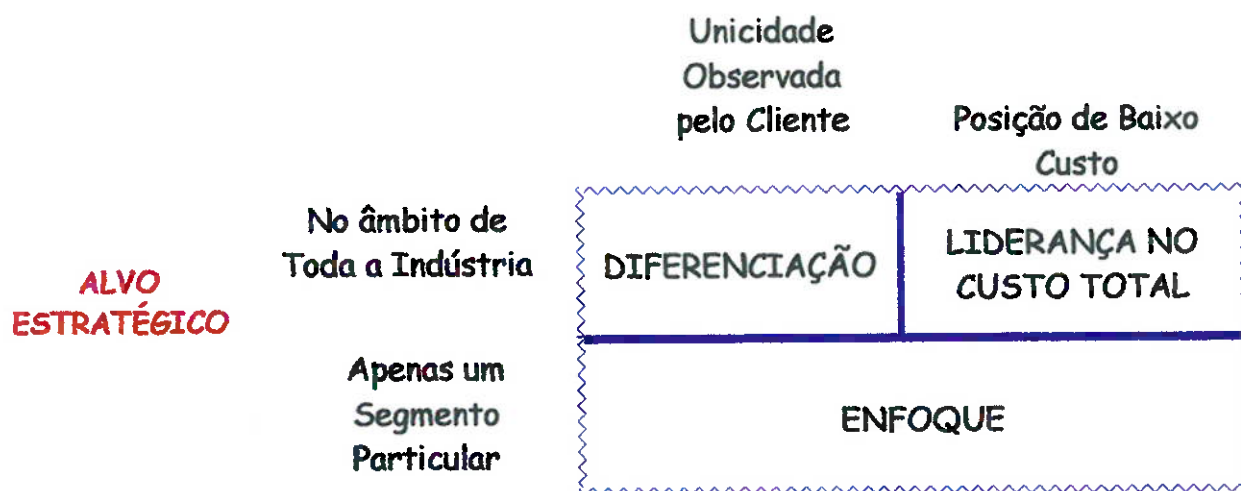 Unicidade
Observada
pelo Cliente
Posição de Baixo
Custo
No âmbito de
Toda a Indústria
DIFERENCIAÇÃO
LIDERANÇA NO
CUSTO TOTAL
ALVO
ESTRATÉGICO
Apenas um
Segmento
Particular
ENFOQUE